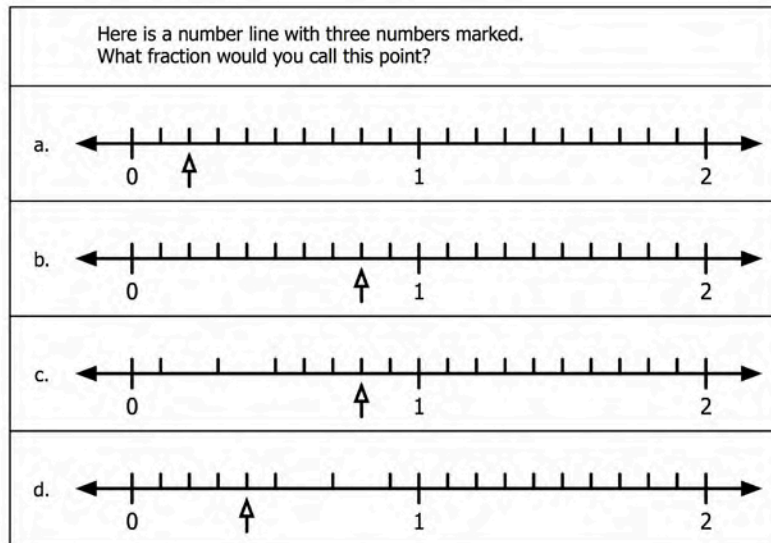 Here is a number line with three numbers marked.
What fraction would you call this point?
a.
0 1 2
b.
0 1 2
c.
0 1 2
d.
0 1 2